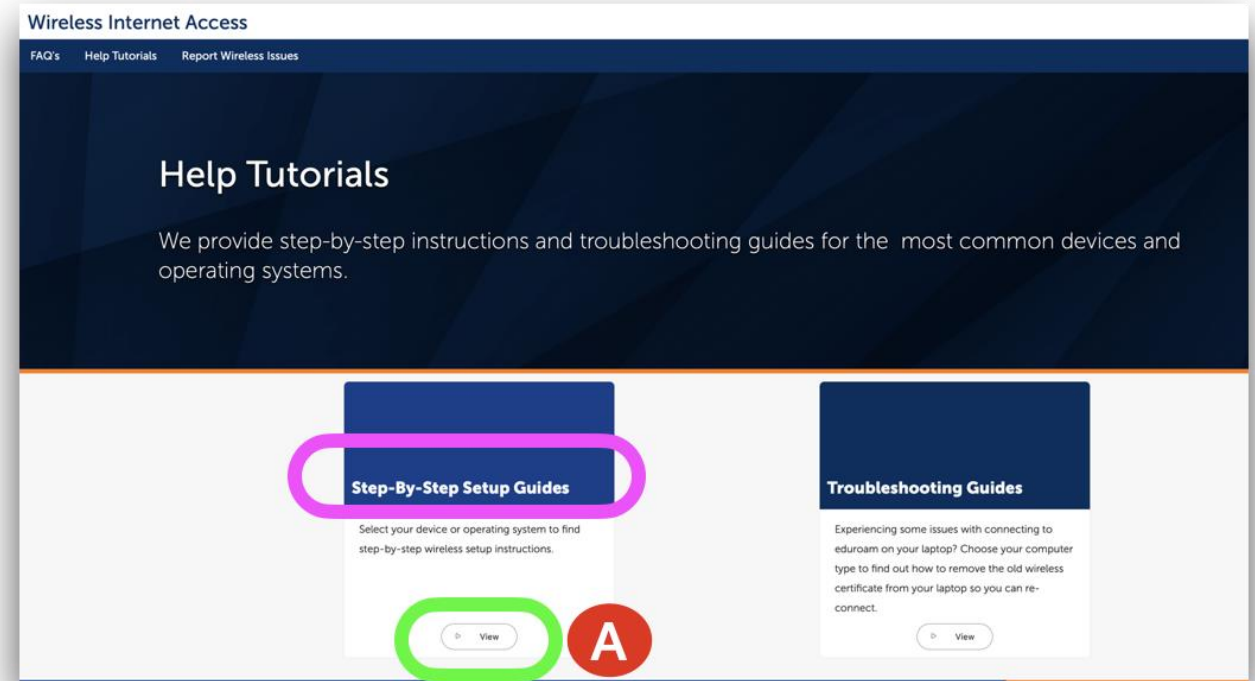 Wireless Internet Access
FAQ's Help Tutorials Report Wireless Issues
Help Tutorials
We provide step-by-step instructions and troubleshooting guides for the most common devices and
operating systems.
Step-By-Step Setup Guides
Select your device or operating system to find
step-by-step wireless setup instructions.
View
A
Troubleshooting Guides
Experiencing some issues with connecting to
eduroam on your laptop? Choose your computer
type to find out how to remove the old wireless
certificate from your laptop so you can re-
connect.
View